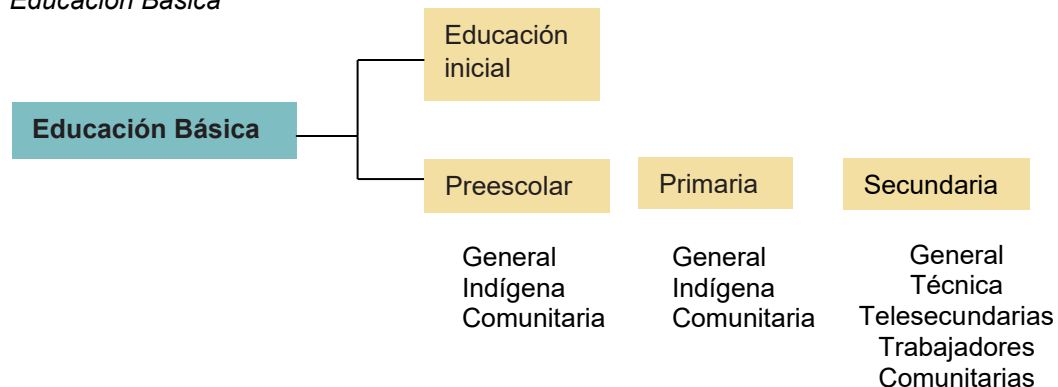 Educación Básica
Educación
inicial
Educación Básica
Preescolar
Primaria
Secundaria
General
Indígena
Comunitaria
General
Indígena
Comunitaria
General
Técnica
Telesecundarias
Trabajadores
Comunitarias